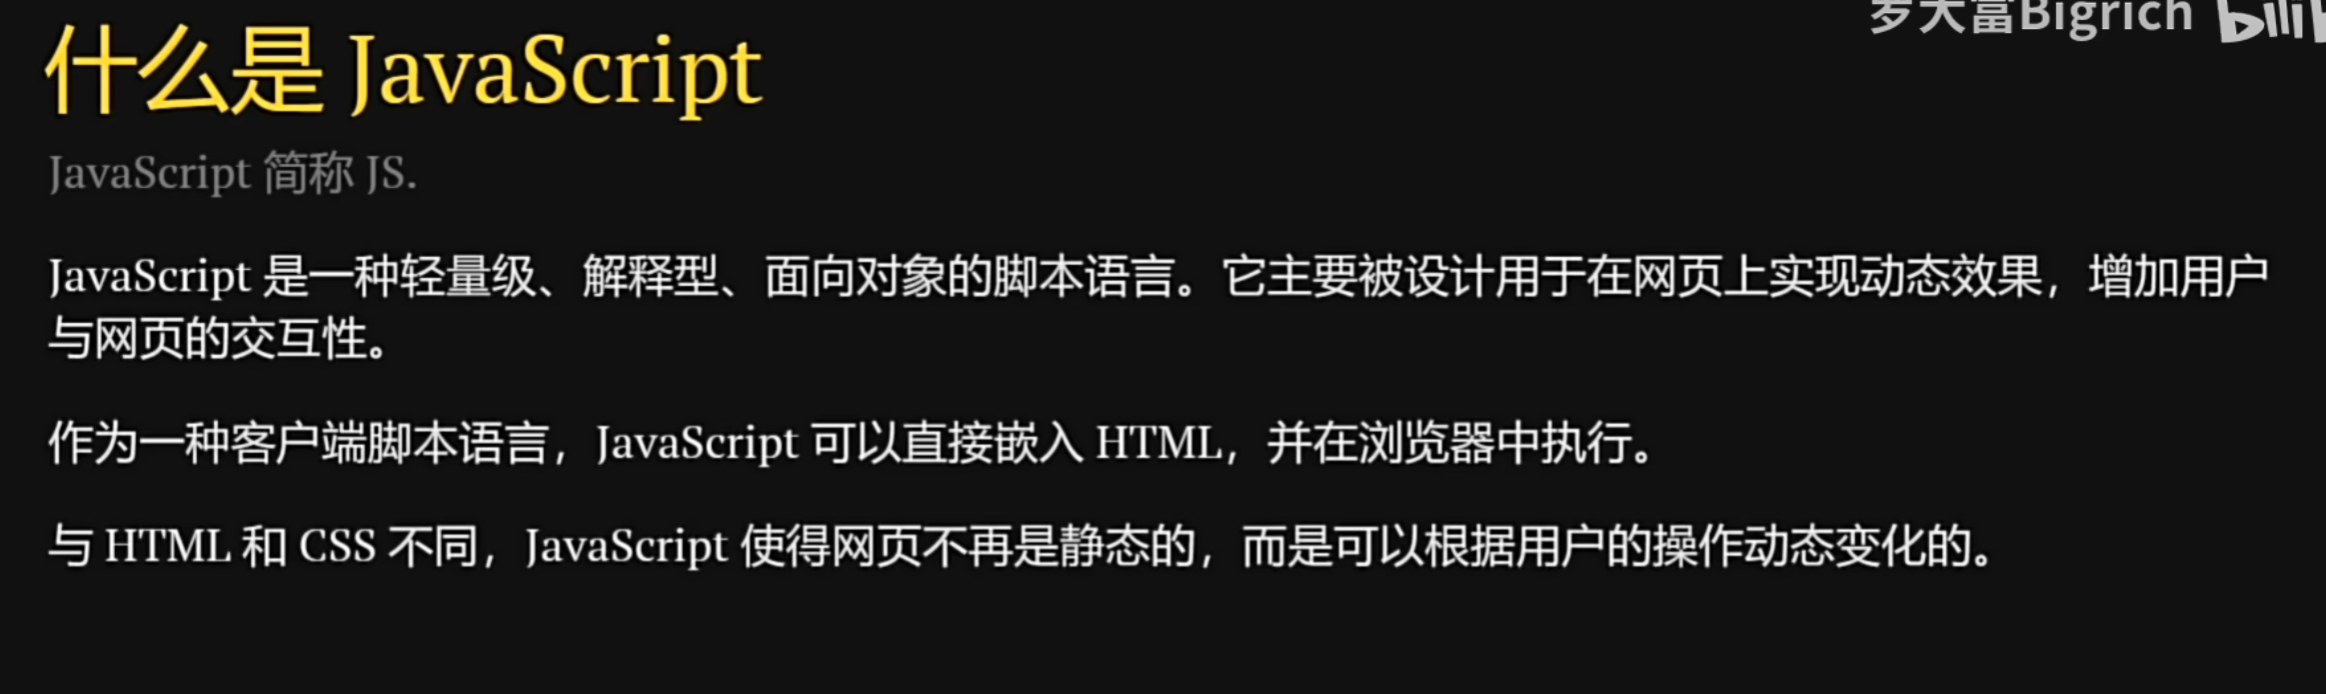 罗大富Bigrich bilibili
什么是 JavaScript
JavaScript 简称 JS.
JavaScript 是一种轻量级、解释型、面向对象的脚本语言。它主要被设计用于在网页上实现动态效果，增加用户
与网页的交互性。
作为一种客户端脚本语言，JavaScript 可以直接嵌入 HTML，并在浏览器中执行。
与 HTML 和 CSS 不同，JavaScript 使得网页不再是静态的，而是可以根据用户的操作动态变化的。